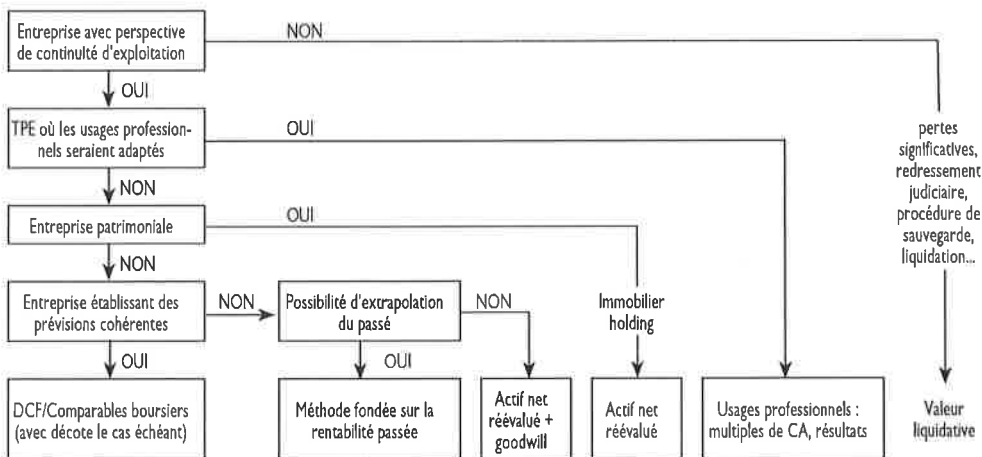 Entreprise avec perspective
de continuité d'exploitation
NON
OUI
TPE où les usages profession-
nels seraient adaptés
OUI
pertes
significatives,
redressement
judiciaire,
procédure de
sauvegarde,
liquidation...
NON
Entreprise patrimoniale
OUI
NON
Entreprise établissant des
prévisions cohérentes
NON
Possibilité d'extrapolation
du passé
NON
Immobilier
holding
OUI
OUI
DCF/Comparables boursiers
(avec décote le cas échéant)
Méthode fondée sur la
rentabilité passée
Actif net
réévalué +
goodwill
Actif net
réévalué
Usages professionnels :
multiples de CA, résultats
Valeur
liquidative